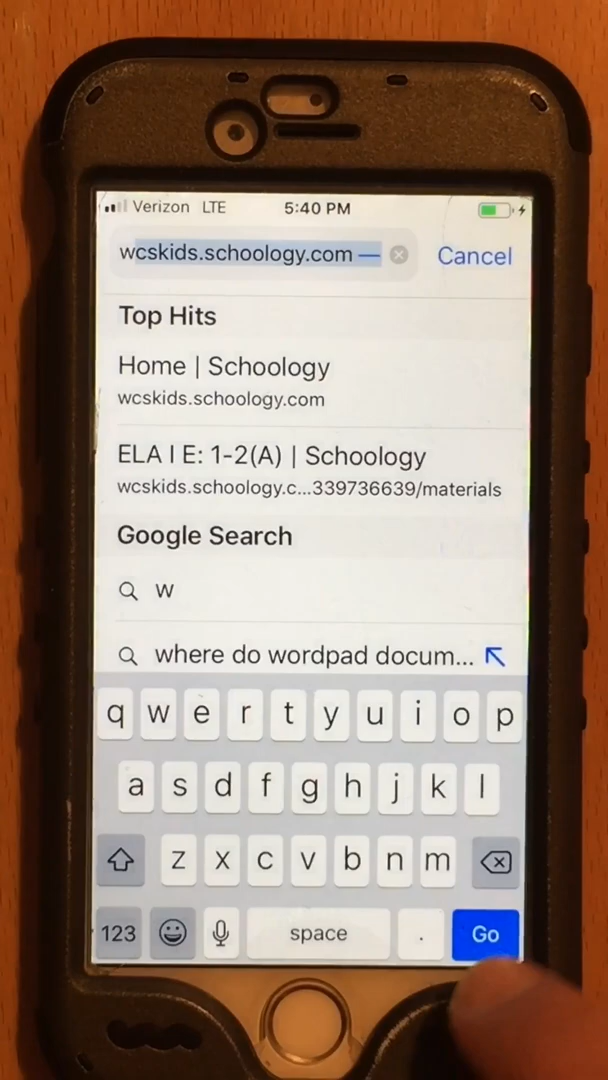 Verizon LTE 5:40 PM
wcskids.schoology.com — Cancel
Top Hits
Home | Schoology
wcskids.schoology.com
ELA I E: 1-2(A) | Schoology
wcskids.schoology.c...339736639/materials
Google Search
w
where do wordpad docum...
q w e r t y u i o p
a s d f g h j k l
z x c v b n m
123 space . Go